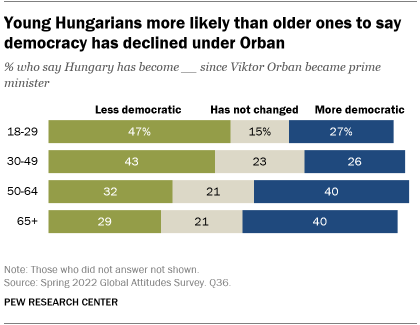 Young Hungarians more likely than older ones to say
democracy has declined under Orban
% who say Hungary has become __ since Viktor Orban became prime
minister
Less democratic Has not changed More democratic
18-29 47% 15% 27%
30-49 43 23 26
50-64 32 21 40
65+ 29 21 40
Note: Those who did not answer not shown.
Source: Spring 2022 Global Attitudes Survey. Q36.
PEW RESEARCH CENTER